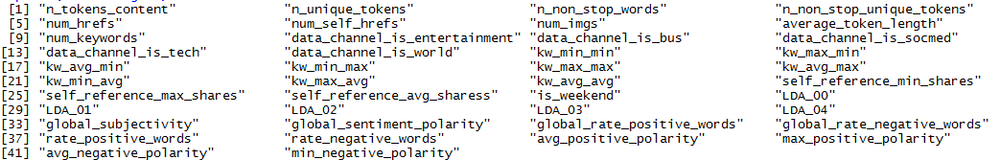 [1] "n_tokens_content" "n_unique_tokens" "n_non_stop_words" "n_non_stop_unique_tokens"
[5] "num_hrefs" "num_self_hrefs" "num_imgs" "average_token_length"
[9] "num_keywords" "data_channel_is_entertainment" "data_channel_is_bus" "data_channel_is_socmed"
[13] "data_channel_is_tech" "data_channel_is_world" "kw_min_min" "kw_max_min"
[17] "kw_avg_min" "kw_min_max" "kw_max_max" "kw_avg_max"
[21] "kw_min_avg" "kw_max_avg" "kw_avg_avg" "self_reference_min_shares"
[25] "self_reference_max_shares" "self_reference_avg_sharess" "is_weekend" "LDA_00"
[29] "LDA_01" "LDA_02" "LDA_03" "LDA_04"
[33] "global_subjectivity" "global_sentiment_polarity" "global_rate_positive_words" "global_rate_negative_words"
[37] "rate_positive_words" "rate_negative_words" "avg_positive_polarity" "max_positive_polarity"
[41] "avg_negative_polarity" "min_negative_polarity"